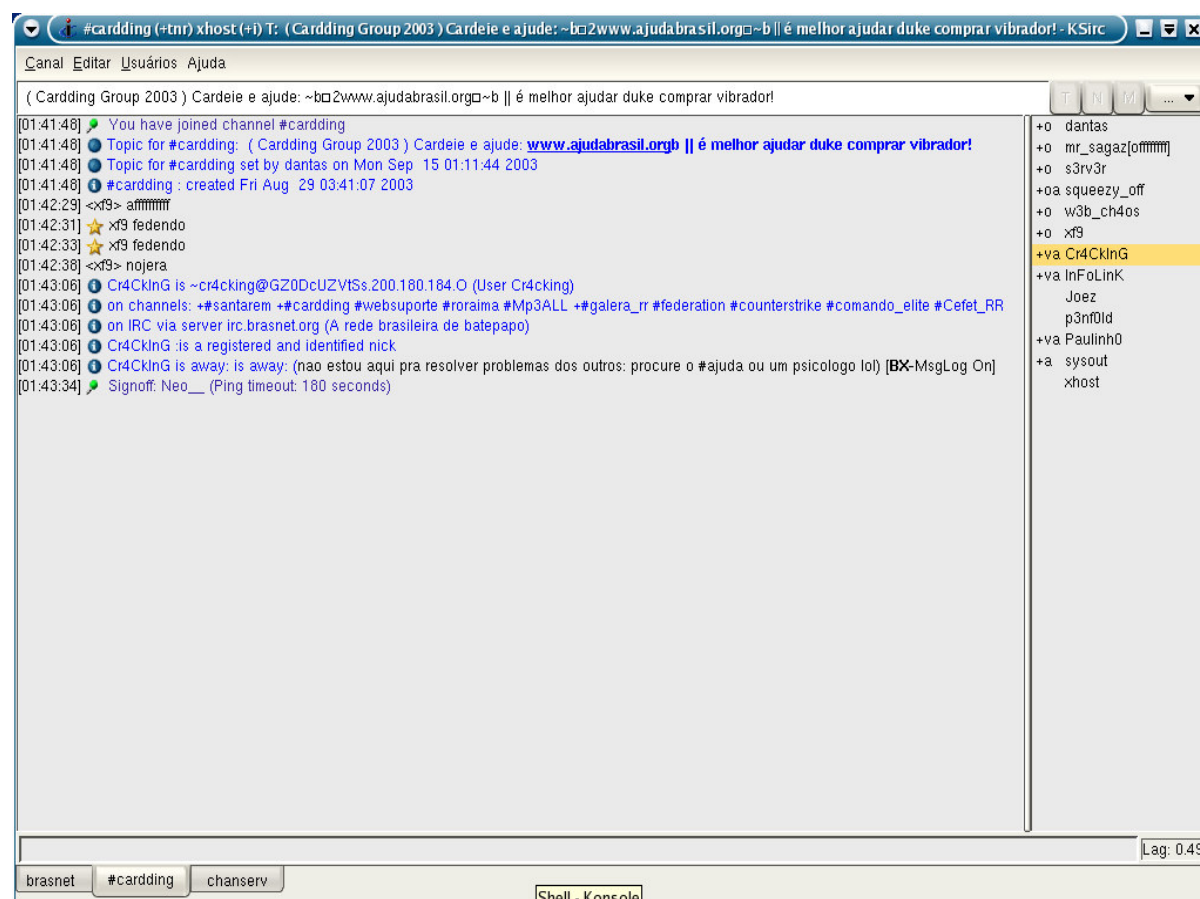 #cardding (+tnr) xhost (+i) T: ( Cardding Group 2003 ) Cardeie e ajude: ~b□2www.ajudabrasil.org□~b || é melhor ajudar duke comprar vibrador! - KSirc
Canal Editar Usuários Ajuda
( Cardding Group 2003 ) Cardeie e ajude: ~b□2www.ajudabrasil.org□~b || é melhor ajudar duke comprar vibrador!
T N M ...
[01:41:48] You have joined channel #cardding
[01:41:48] Topic for #cardding: ( Cardding Group 2003 ) Cardeie e ajude: www.ajudabrasil.orgb || é melhor ajudar duke comprar vibrador!
[01:41:48] Topic for #cardding set by dantas on Mon Sep 15 01:11:44 2003
[01:41:48] #cardding : created Fri Aug 29 03:41:07 2003
[01:42:29] <xf9> afffffffff
[01:42:31] xf9 fedendo
[01:42:33] xf9 fedendo
[01:42:38] <xf9> nojera
[01:43:06] Cr4CkInG is ~cr4cking@GZ0DcUZVtSs.200.180.184.O (User Cr4cking)
[01:43:06] on channels: +#santarem +#cardding #websuporte #roraima #Mp3ALL +#galera_rr #federation #counterstrike #comando_elite #Cefet_RR
[01:43:06] on IRC via server irc.brasnet.org (A rede brasileira de batepapo)
[01:43:06] Cr4CkInG :is a registered and identified nick
[01:43:06] Cr4CkInG is away: is away: (nao estou aqui pra resolver problemas dos outros: procure o #ajuda ou um psicologo lol) [BX-MsgLog On]
[01:43:34] Signoff: Neo__ (Ping timeout: 180 seconds)
+o dantas
+o mr_sagaz[offffffff]
+o s3rv3r
+oa squeezy_off
+o w3b_ch4os
+o xf9
+va Cr4CkInG
+va InFoLinK
Joez
p3nf0ld
+va Paulinh0
+a sysout
xhost
Lag: 0.49
brasnet #cardding chanserv
Shell - Konsole